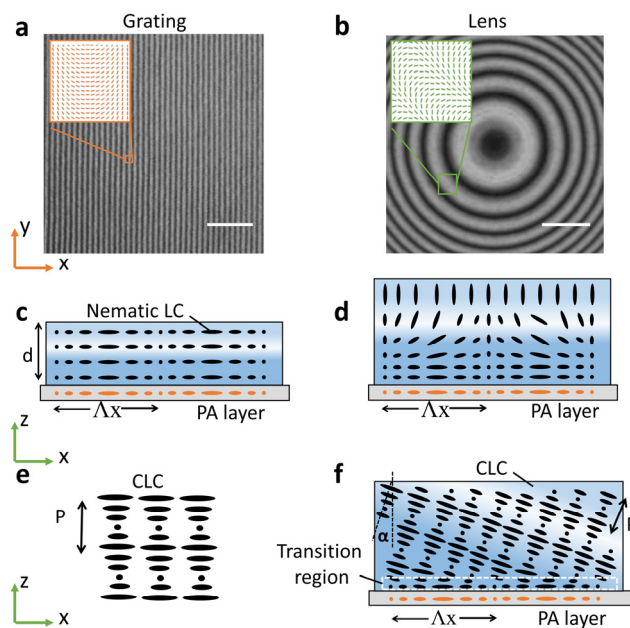 Grating
Lens
a
b
y
x
c
Nematic LC
d
Λx
PA layer
d
Λx
PA layer
z
x
e
CLC
P
f
CLC
α
P
Transition
region
Λx
PA layer
z
x